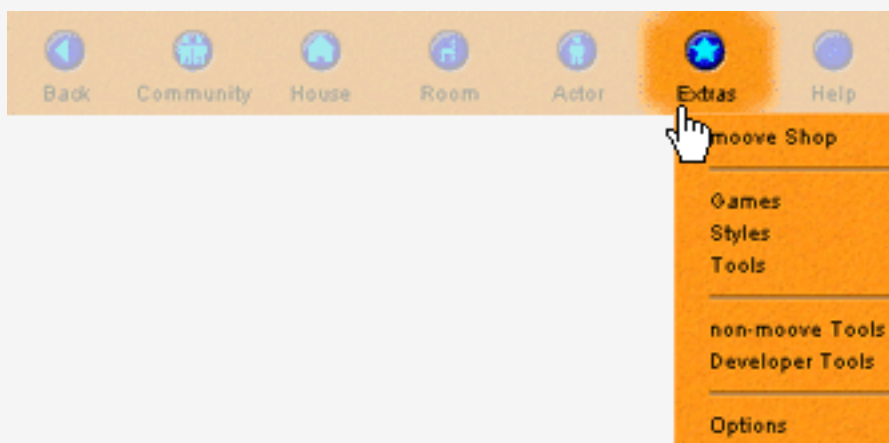 Back Community House Room Actor Extras Help
moove Shop
Games
Styles
Tools
non-moove Tools
Developer Tools
Options